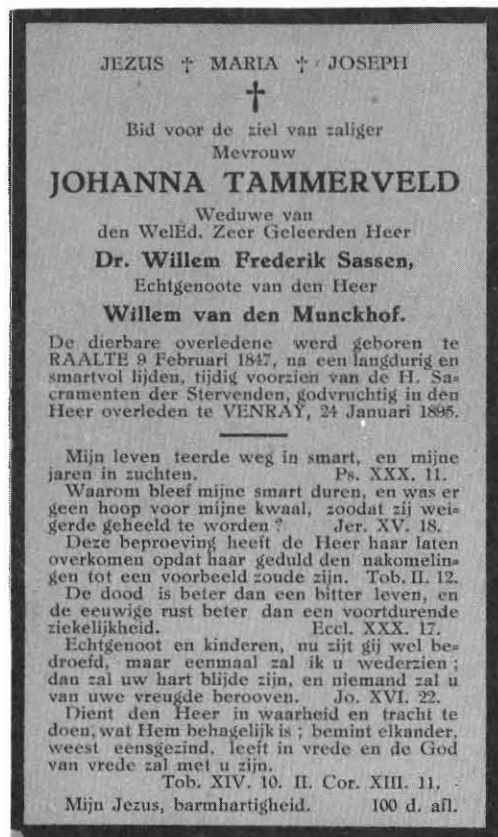 JEZUS † MARIA † JOSEPH
†
Bid voor de ziel van zaliger
Mevrouw
JOHANNA TAMMERVELD
Weduwe van
den WelEd. Zeer Geleerden Heer
Dr. Willem Frederik Sassen,
Echtgenoote van den Heer
Willem van den Munckhof.
De dierbare overledene werd geboren te
RAALTE 9 Februari 1847, na een langdurig en
smartvol lijden, tijdig voorzien van de H. Sa=
cramenten der Stervenden, godvruchtig in den
Heer overleden te VENRAY, 24 Januari 1895.
Mijn leven teerde weg in smart, en mijne
jaren in zuchten. Ps. XXX. 11.
Waarom bleef mijne smart duren, en was er
geen hoop voor mijne kwaal, zoodat zij wei=
gerde geheeld te worden? Jer. XV. 18.
Deze beproeving heeft de Heer haar laten
overkomen opdat haar geduld den nakomelin=
gen tot een voorbeeld zoude zijn. Tob. II. 12.
De dood is beter dan een bitter leven, en
de eeuwige rust beter dan een voortdurende
ziekelijkheid. Eccl. XXX. 17.
Echtgenoot en kinderen, nu zijt gij wel be=
droefd, maar eenmaal zal ik u wederzien;
dan zal uw hart blijde zijn, en niemand zal u
van uwe vreugde berooven. Jo. XVI. 22.
Dient den Heer in waarheid en tracht te
doen, wat Hem behagelijk is; bemint elkander,
weest eensgezind, leeft in vrede en de God
van vrede zal met u zijn.
Tob. XIV. 10. II. Cor. XIII. 11.
Mijn Jezus, barmhartigheid. 100 d. afl.